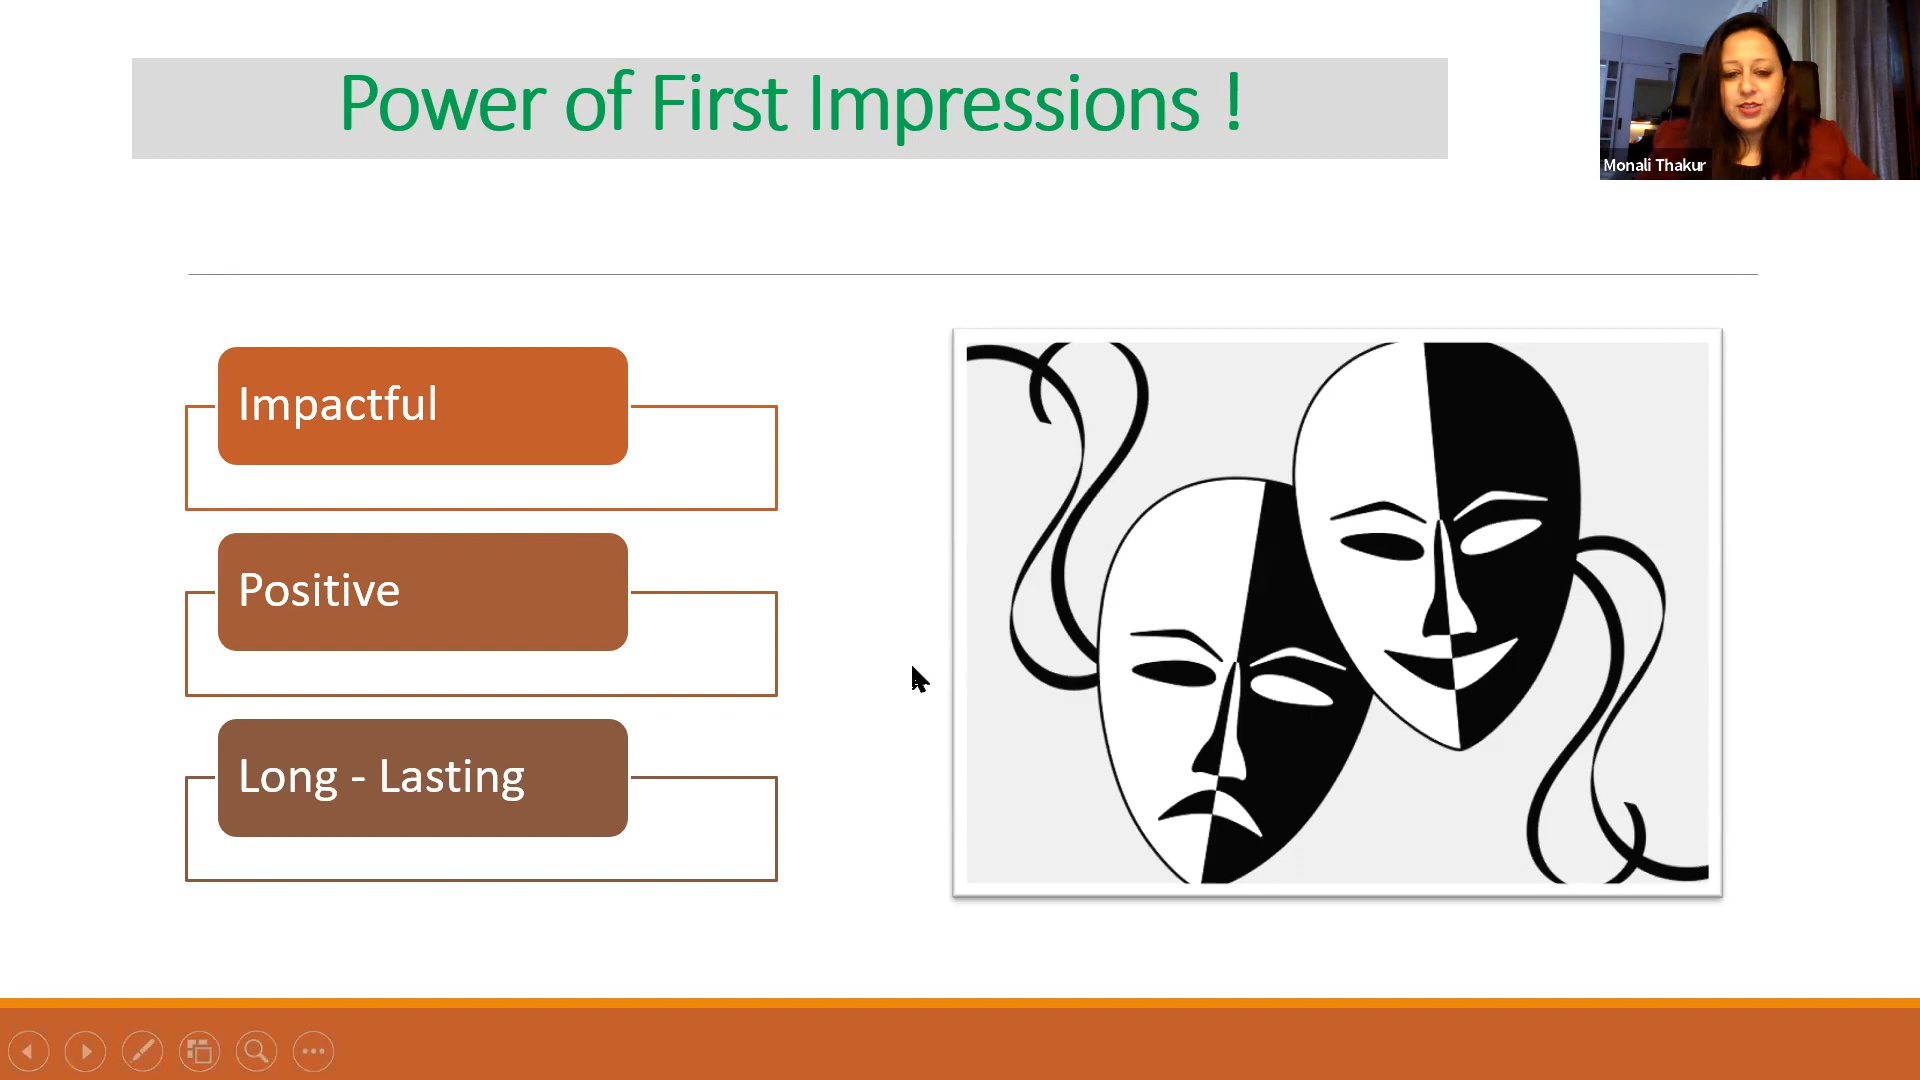 Power of First Impressions !
Monali Thakur
Impactful
Positive
Long - Lasting